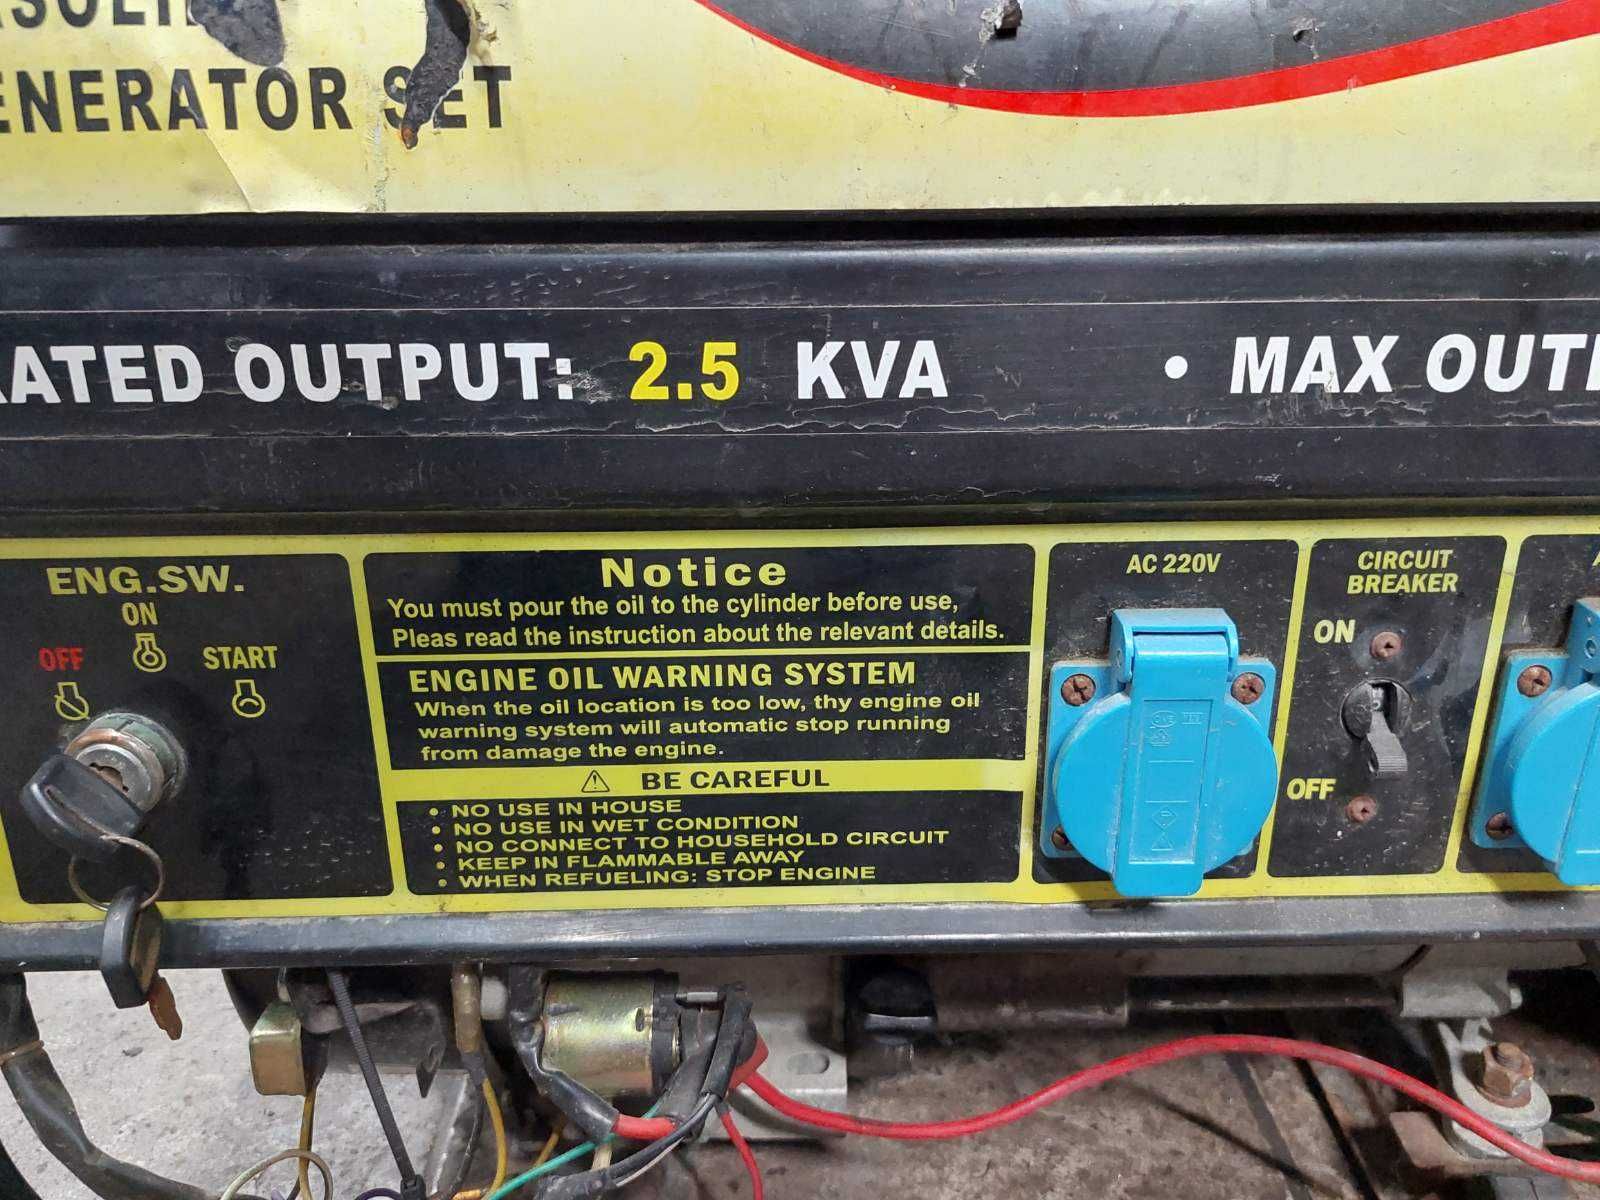 ASOLI
ENERATOR SET
RATED OUTPUT: 2.5 KVA
• MAX OUT
ENG.SW.
ON
OFF
START
Notice
You must pour the oil to the cylinder before use,
Pleas read the instruction about the relevant details.
ENGINE OIL WARNING SYSTEM
When the oil location is too low, thy engine oil
warning system will automatic stop running
from damage the engine.
BE CAREFUL
• NO USE IN HOUSE
• NO USE IN WET CONDITION
• NO CONNECT TO HOUSEHOLD CIRCUIT
• KEEP IN FLAMMABLE AWAY
• WHEN REFUELING: STOP ENGINE
AC 220V
CIRCUIT
BREAKER
ON
OFF
A